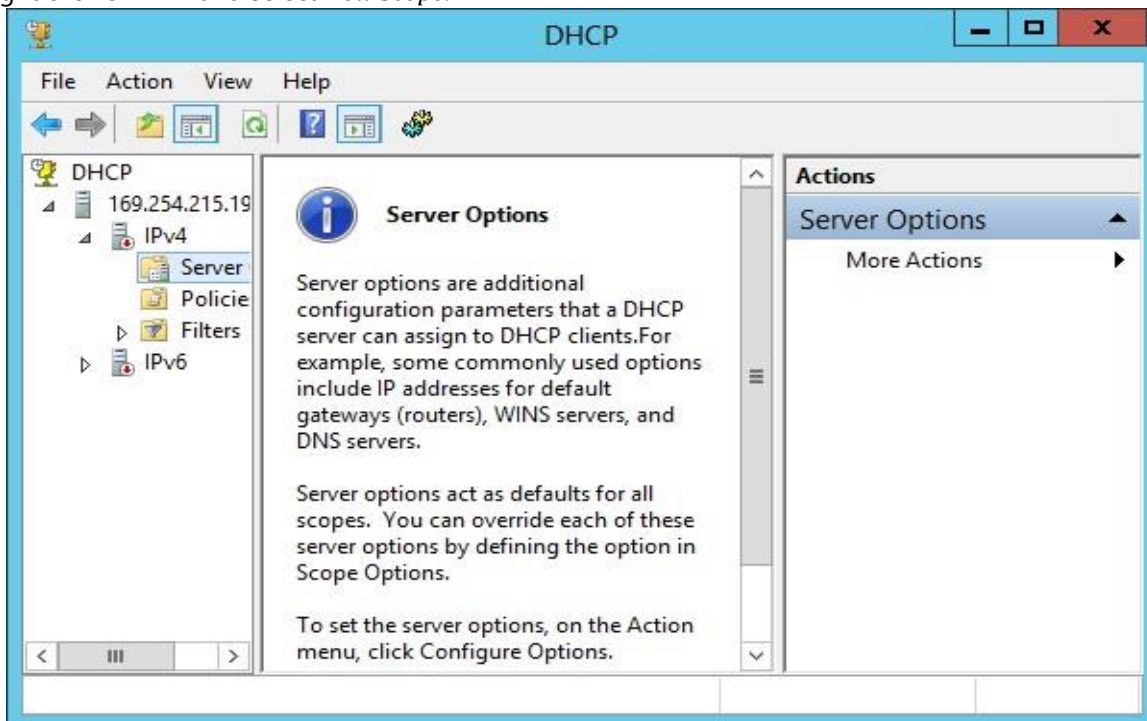 DHCP
File Action View Help
DHCP
169.254.215.19
IPv4
Server
Policie
Filters
IPv6
Server Options
Server options are additional
configuration parameters that a DHCP
server can assign to DHCP clients.For
example, some commonly used options
include IP addresses for default
gateways (routers), WINS servers, and
DNS servers.
Server options act as defaults for all
scopes. You can override each of these
server options by defining the option in
Scope Options.
To set the server options, on the Action
menu, click Configure Options.
Actions
Server Options
More Actions